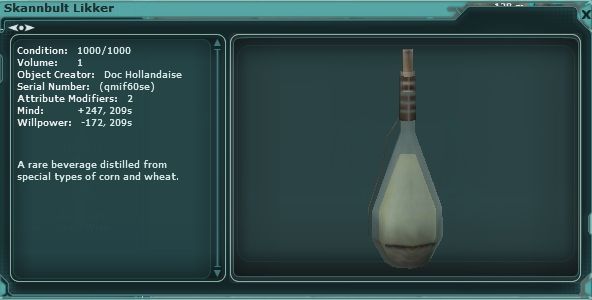 Skannbult Likker
Condition: 1000/1000
Volume: 1
Object Creator: Doc Hollandaise
Serial Number: (qmif60se)
Attribute Modifiers: 2
Mind: +247, 209s
Willpower: -172, 209s
A rare beverage distilled from
special types of corn and wheat.